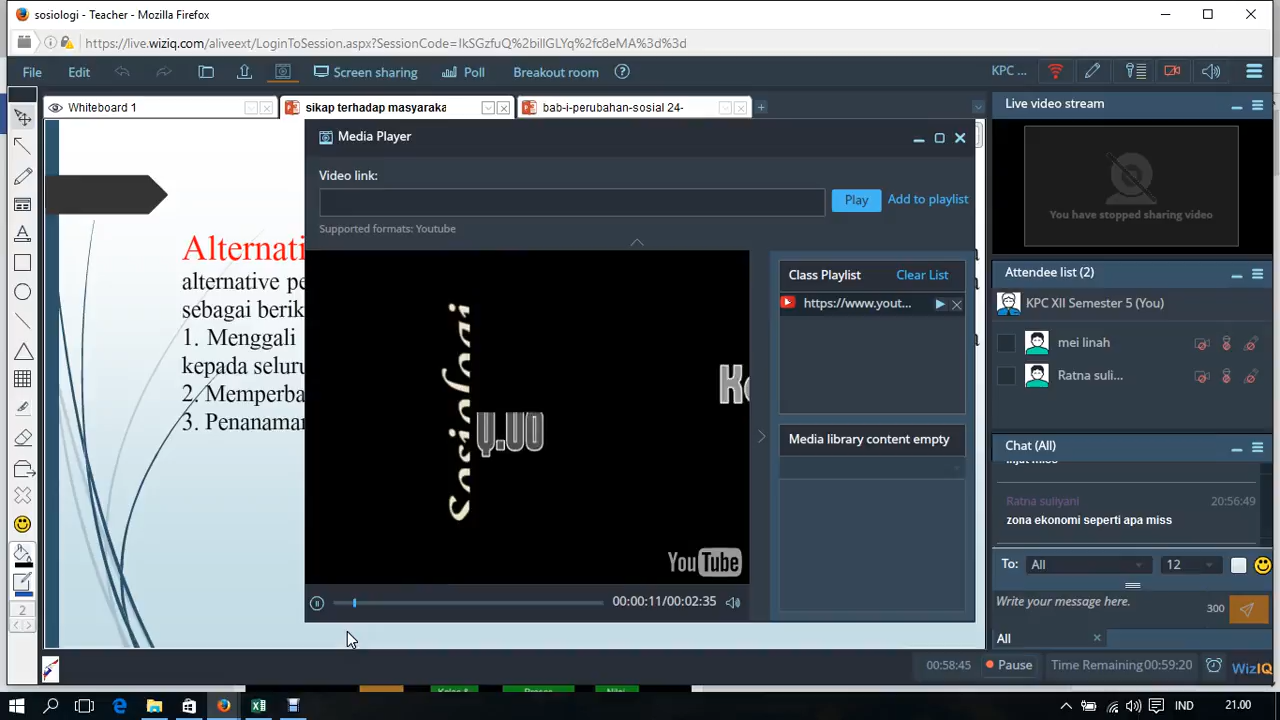 sosiologi - Teacher - Mozilla Firefox
https://live.wiziq.com/aliveext/LoginToSession.aspx?SessionCode=IkSGzfuQ%2billGLYq%2fc8eMA%3d%3d
File Edit Screen sharing Poll Breakout room KPC ...
Whiteboard 1 sikap terhadap masyaraka bab-i-perubahan-sosial 24-
Live video stream
You have stopped sharing video
Media Player
Video link:
Play Add to playlist
Supported formats: Youtube
Alternati
alternative pe
sebagai berik
1. Menggali
kepada seluru
2. Memperba
3. Penanaman
Sosiologi
YouTube
00:00:11/00:02:35
Class Playlist Clear List
https://www.yout...
Media library content empty
Attendee list (2)
KPC XII Semester 5 (You)
mei linah
Ratna suli...
Chat (All)
Ratna suliyani 20:56:49
zona ekonomi seperti apa miss
To: All 12
Write your message here. 300
All
2
00:58:45 Pause Time Remaining 00:59:20 WizIQ
IND 21.00